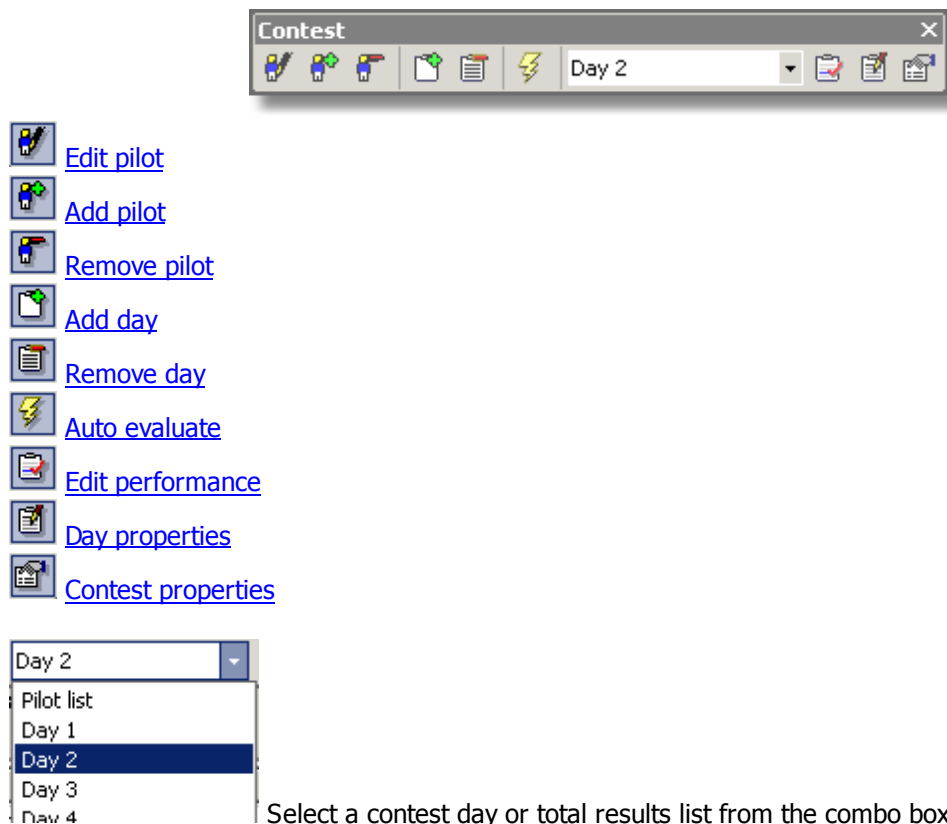 Contest
Day 2
Edit pilot
Add pilot
Remove pilot
Add day
Remove day
Auto evaluate
Edit performance
Day properties
Contest properties
Day 2
Pilot list
Day 1
Day 2
Day 3
Day 4
Select a contest day or total results list from the combo box